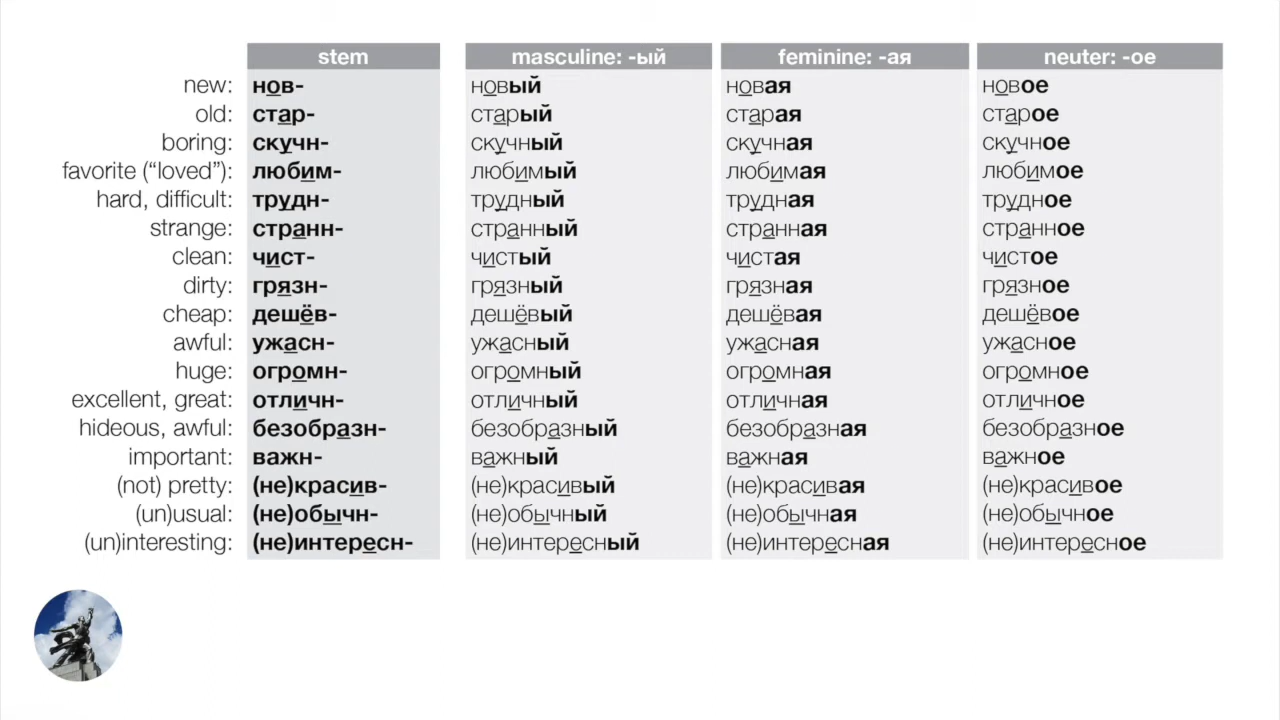 stem masculine: -ый feminine: -ая neuter: -ое
new: нов- новый новая новое
old: стар- старый старая старое
boring: скучн- скучный скучная скучное
favorite (“loved”): любим- любимый любимая любимое
hard, difficult: трудн- трудный трудная трудное
strange: странн- странный странная странное
clean: чист- чистый чистая чистое
dirty: грязн- грязный грязная грязное
cheap: дешёв- дешёвый дешёвая дешёвое
awful: ужасн- ужасный ужасная ужасное
huge: огромн- огромный огромная огромное
excellent, great: отличн- отличный отличная отличное
hideous, awful: безобразн- безобразный безобразная безобразное
important: важн- важный важная важное
(not) pretty: (не)красив- (не)красивый (не)красивая (не)красивое
(un)usual: (не)обычн- (не)обычный (не)обычная (не)обычное
(un)interesting: (не)интересн- (не)интересный (не)интересная (не)интересное